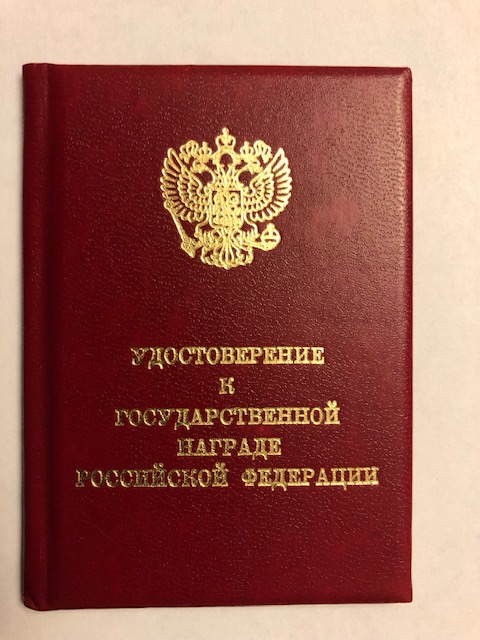 УДОСТОВЕРЕНИЕ
К
ГОСУДАРСТВЕННОЙ
НАГРАДЕ
РОССИЙСКОЙ ФЕДЕРАЦИИ